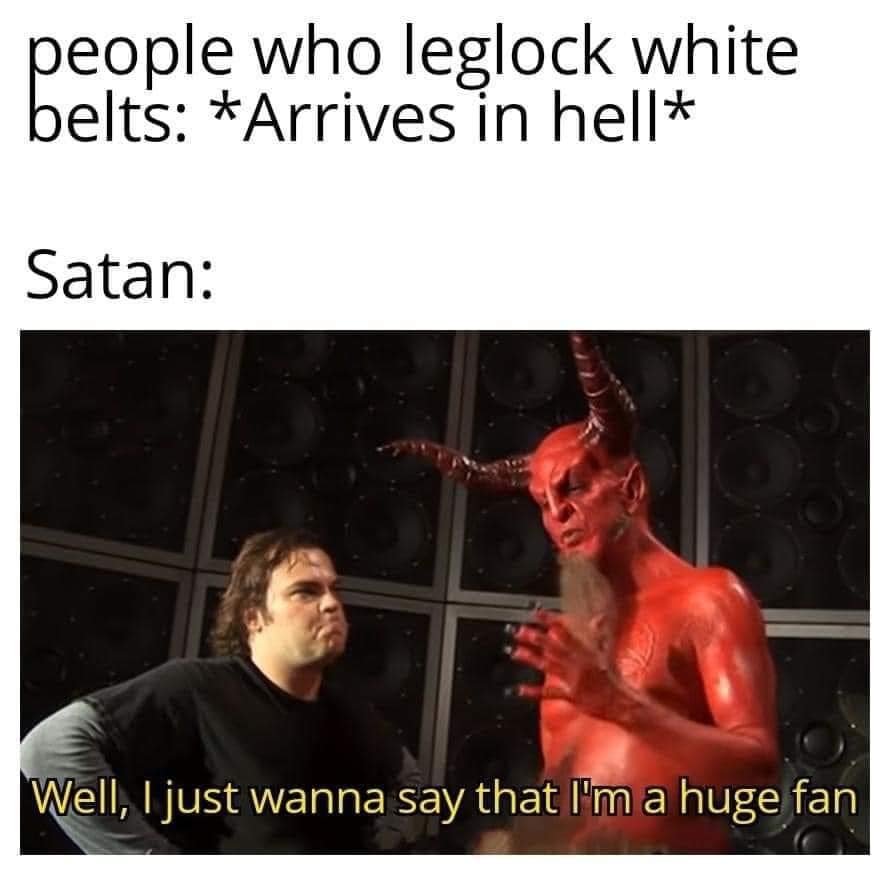 people who leglock white
belts: *Arrives in hell*
Satan:
Well, I just wanna say that I'm a huge fan